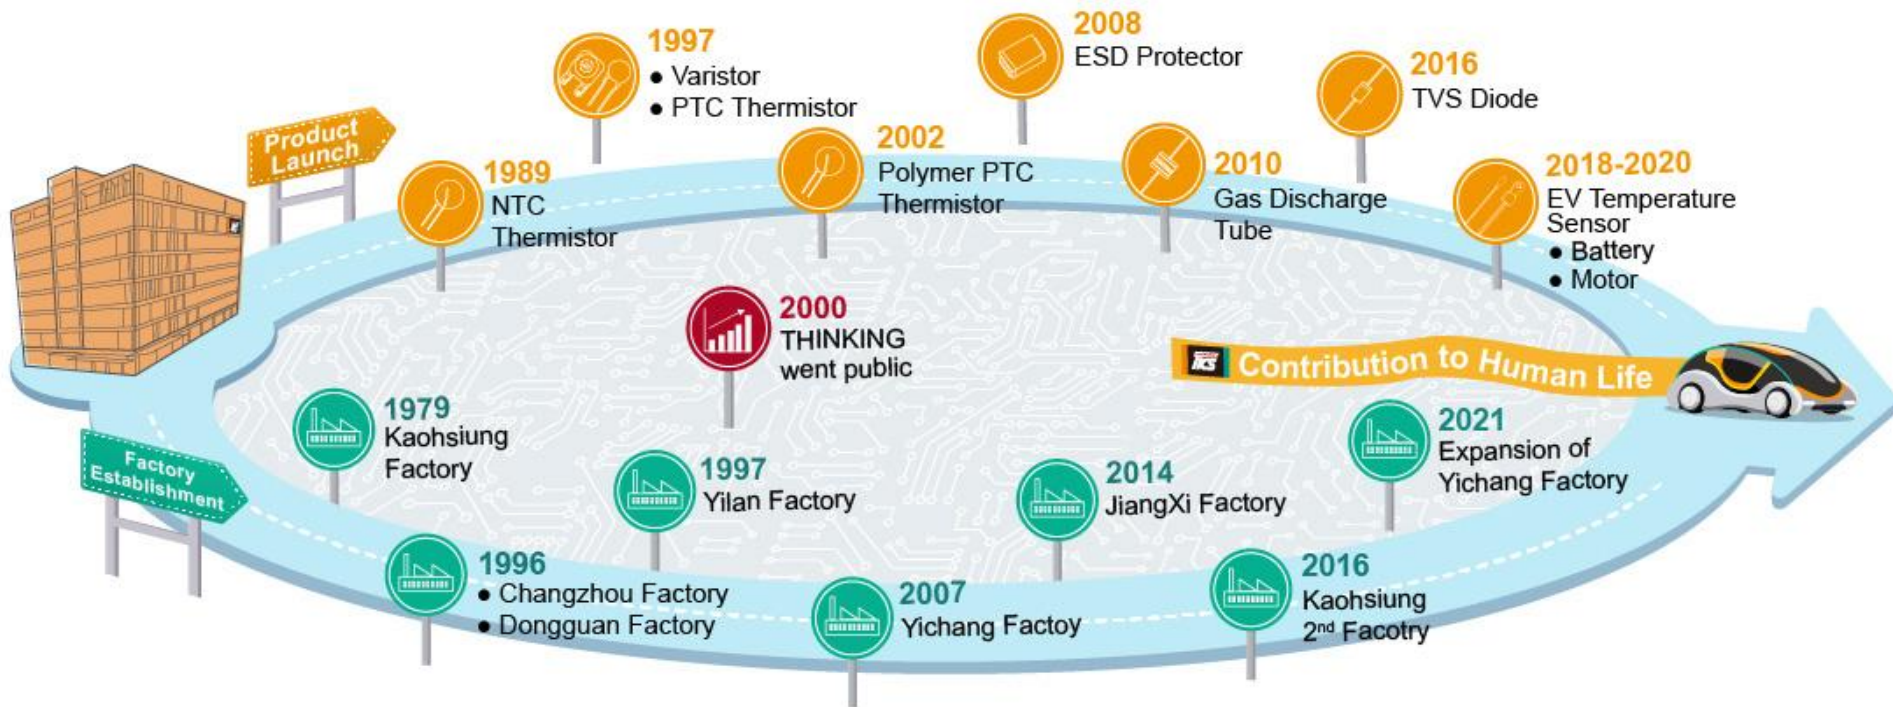 Product
Launch
1989
NTC
Thermistor
1997
● Varistor
● PTC Thermistor
2002
Polymer PTC
Thermistor
2008
ESD Protector
2010
Gas Discharge
Tube
2016
TVS Diode
2018-2020
EV Temperature
Sensor
● Battery
● Motor
2000
THINKING
went public
TKS Contribution to Human Life
Factory
Establishment
1979
Kaohsiung
Factory
1996
● Changzhou Factory
● Dongguan Factory
1997
Yilan Factory
2007
Yichang Factoy
2014
JiangXi Factory
2016
Kaohsiung
2nd Facotry
2021
Expansion of
Yichang Factory